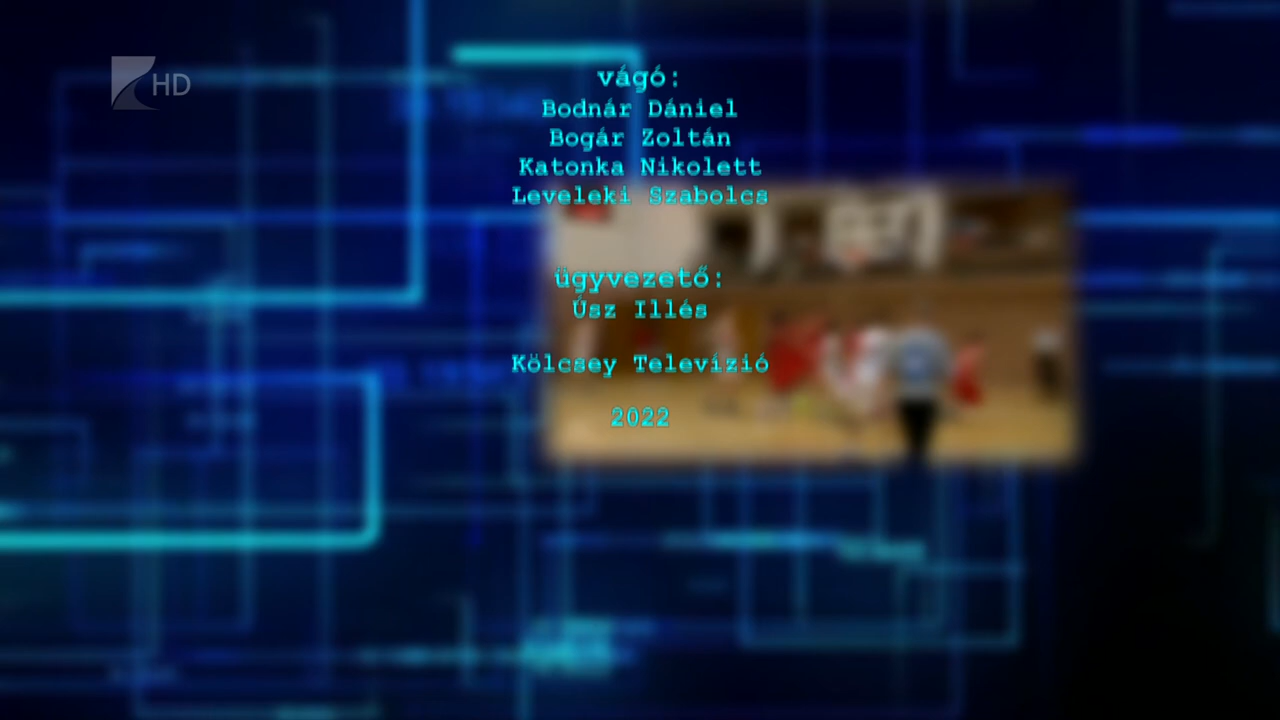 HD
vágó:
Bodnár Dániel
Bogár Zoltán
Katonka Nikolett
Leveleki Szabolcs
ügyvezető:
Úsz Illés
Kölcsey Televízió
2022